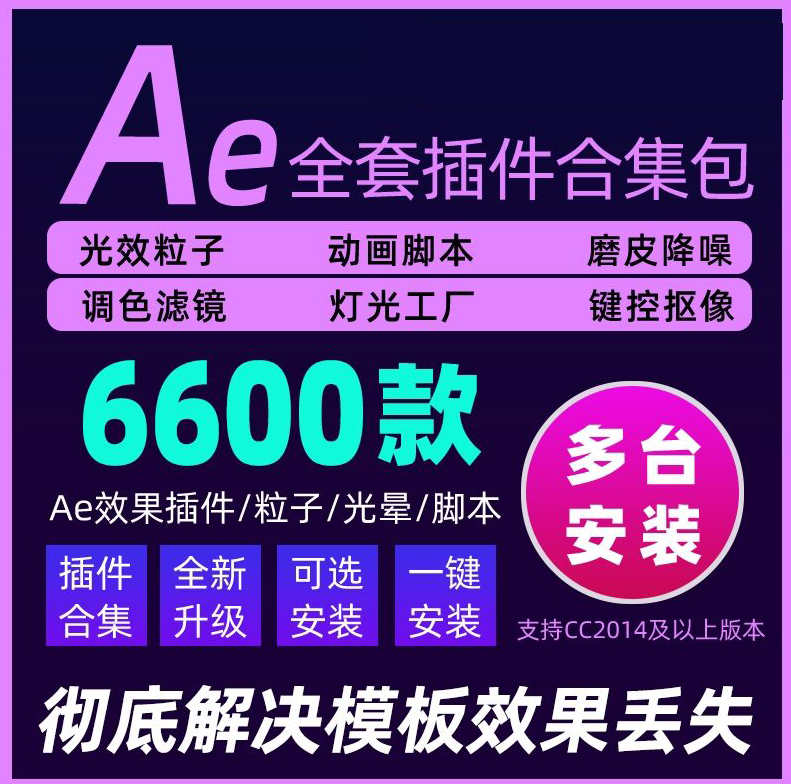 Ae全套插件合集包
光效粒子 动画脚本 磨皮降噪
调色滤镜 灯光工厂 键控抠像
6600款
Ae效果插件/粒子/光晕/脚本
多台
安装
插件
合集
全新
升级
可选
安装
一键
安装
支持CC2014及以上版本
彻底解决模板效果丢失